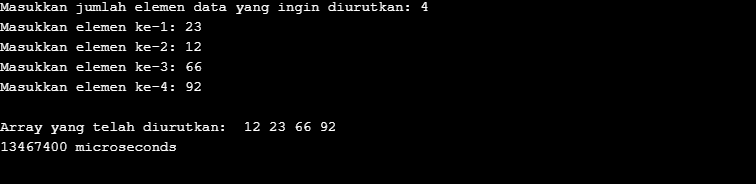 Masukkan jumlah elemen data yang ingin diurutkan: 4
Masukkan elemen ke-1: 23
Masukkan elemen ke-2: 12
Masukkan elemen ke-3: 66
Masukkan elemen ke-4: 92
Array yang telah diurutkan:  12 23 66 92
13467400 microseconds